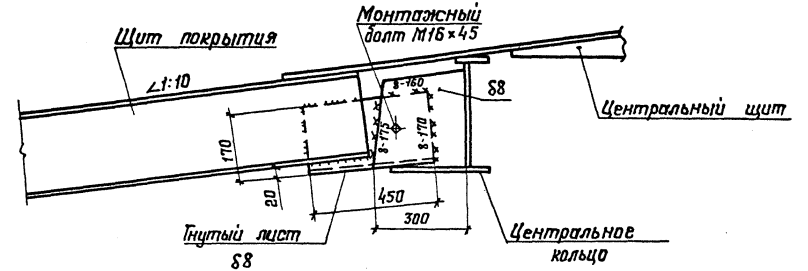 Монтажный
болт М16×45
Щит покрытия
∠1:10
8-160
δ8
Центральный щит
8-175
8-170
170
20
450
300
Гнутый лист
δ8
Центральное
кольцо